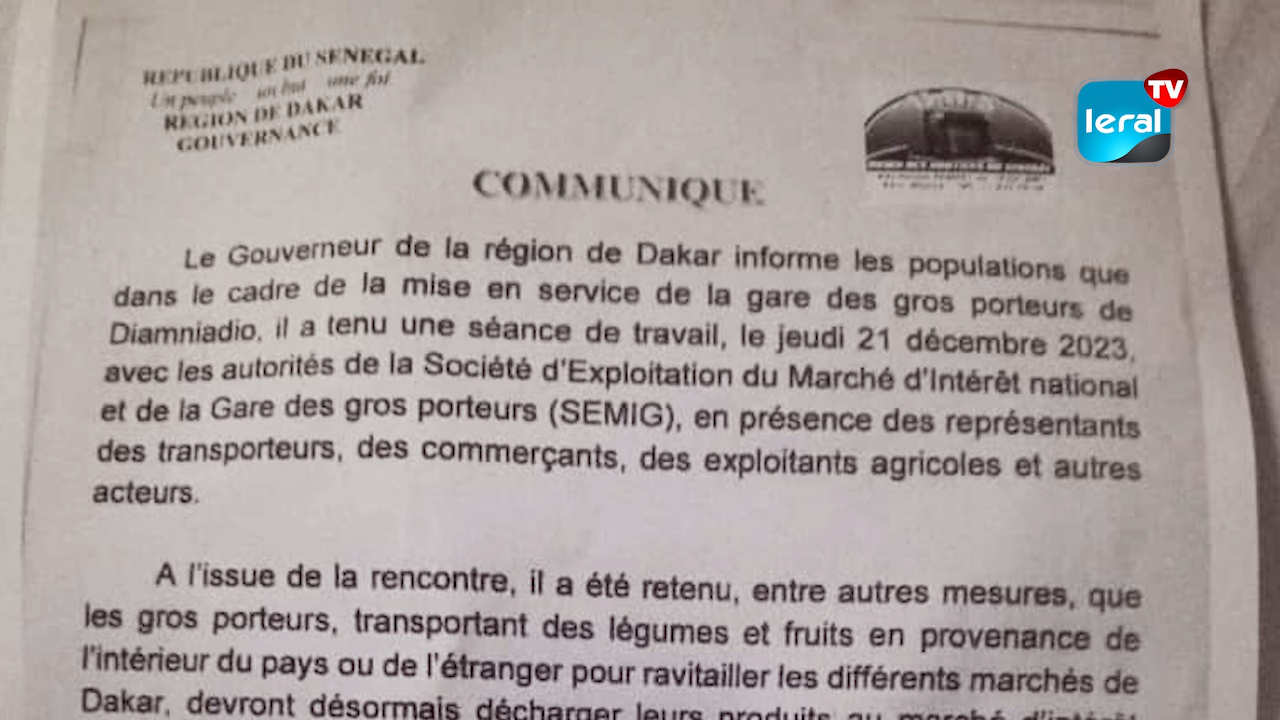 REPUBLIQUE DU SENEGAL
Un peuple un but une foi
REGION DE DAKAR
GOUVERNANCE
leral TV
COMMUNIQUE
Le Gouverneur de la région de Dakar informe les populations que
dans le cadre de la mise en service de la gare des gros porteurs de
Diamniadio, il a tenu une séance de travail, le jeudi 21 décembre 2023,
avec les autorités de la Société d'Exploitation du Marché d'Intérêt national
et de la Gare des gros porteurs (SEMIG), en présence des représentants
des transporteurs, des commerçants, des exploitants agricoles et autres
acteurs.
A l'issue de la rencontre, il a été retenu, entre autres mesures, que
les gros porteurs, transportant des légumes et fruits en provenance de
l'intérieur du pays ou de l'étranger pour ravitailler les différents marchés de
Dakar, devront désormais décharger leurs produits au marché d'intérêt